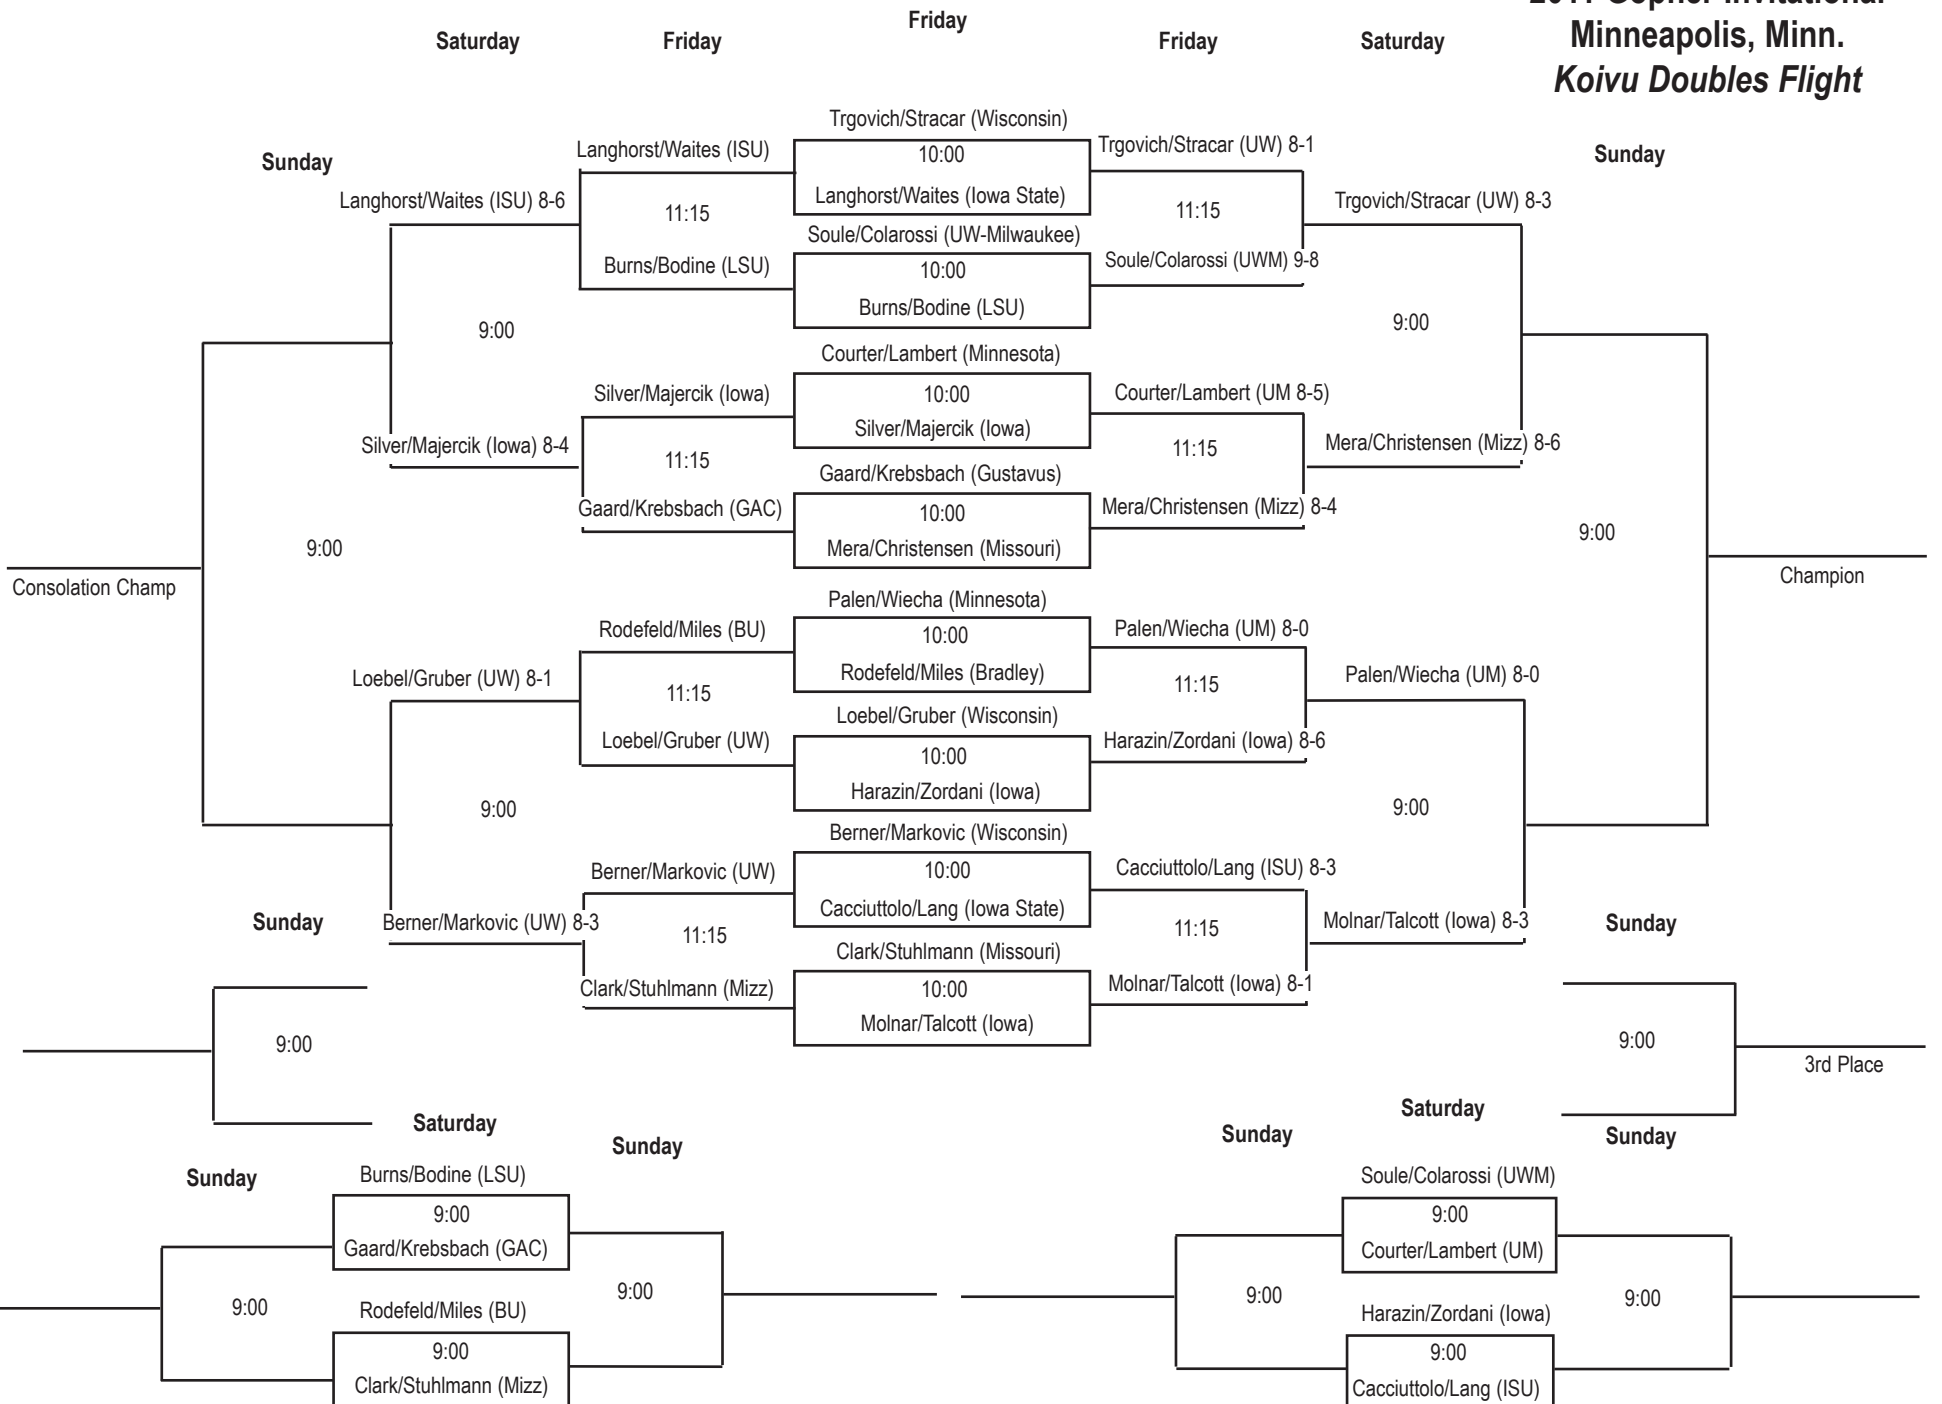 Minneapolis, Minn.
Koivu Doubles Flight
Saturday
Friday
Friday
Friday
Saturday
Sunday
Sunday
Trgovich/Stracar (Wisconsin)
10:00
Langhorst/Waites (Iowa State)
Soule/Colarossi (UW-Milwaukee)
10:00
Burns/Bodine (LSU)
Courter/Lambert (Minnesota)
10:00
Silver/Majercik (Iowa)
Gaard/Krebsbach (Gustavus)
10:00
Mera/Christensen (Missouri)
Palen/Wiecha (Minnesota)
10:00
Rodefeld/Miles (Bradley)
Loebel/Gruber (Wisconsin)
10:00
Harazin/Zordani (Iowa)
Berner/Markovic (Wisconsin)
10:00
Cacciuttolo/Lang (Iowa State)
Clark/Stuhlmann (Missouri)
10:00
Molnar/Talcott (Iowa)
Langhorst/Waites (ISU)
11:15
Burns/Bodine (LSU)
Silver/Majercik (Iowa)
11:15
Gaard/Krebsbach (GAC)
Rodefeld/Miles (BU)
11:15
Loebel/Gruber (UW)
Berner/Markovic (UW)
11:15
Clark/Stuhlmann (Mizz)
Langhorst/Waites (ISU) 8-6
9:00
Silver/Majercik (Iowa) 8-4
Loebel/Gruber (UW) 8-1
9:00
Berner/Markovic (UW) 8-3
9:00
Consolation Champ
Trgovich/Stracar (UW) 8-1
11:15
Soule/Colarossi (UWM) 9-8
Courter/Lambert (UM 8-5)
11:15
Mera/Christensen (Mizz) 8-4
Palen/Wiecha (UM) 8-0
11:15
Harazin/Zordani (Iowa) 8-6
Cacciuttolo/Lang (ISU) 8-3
11:15
Molnar/Talcott (Iowa) 8-1
Trgovich/Stracar (UW) 8-3
9:00
Mera/Christensen (Mizz) 8-6
Palen/Wiecha (UM) 8-0
9:00
Molnar/Talcott (Iowa) 8-3
9:00
Champion
Sunday
9:00
Sunday
9:00
3rd Place
Saturday
Sunday
Sunday
Burns/Bodine (LSU)
9:00
Gaard/Krebsbach (GAC)
Rodefeld/Miles (BU)
9:00
Clark/Stuhlmann (Mizz)
9:00
9:00
Saturday
Sunday
Sunday
Soule/Colarossi (UWM)
9:00
Courter/Lambert (UM)
Harazin/Zordani (Iowa)
9:00
Cacciuttolo/Lang (ISU)
9:00
9:00